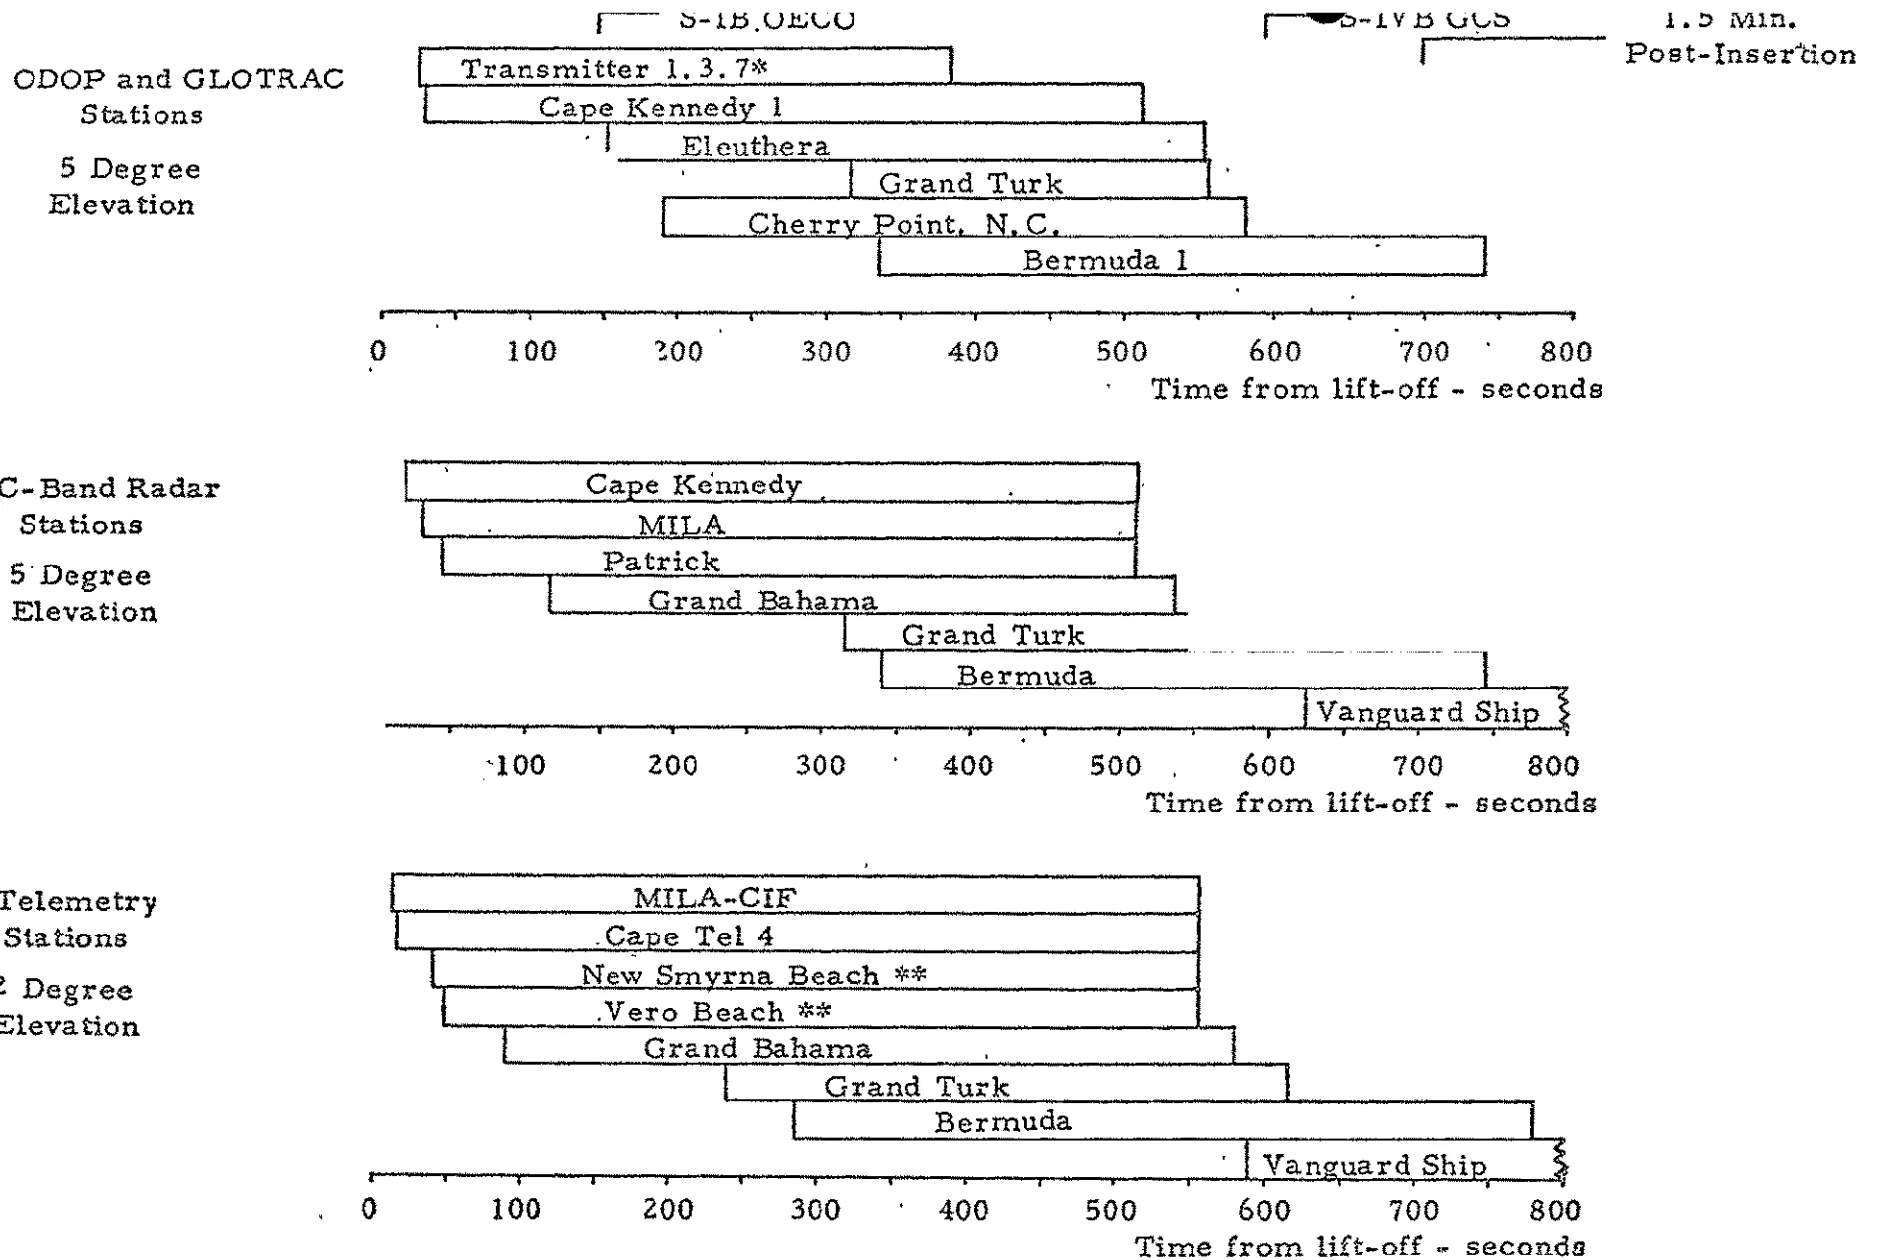 S-IB OECO
S-IVB GCS
1.5 Min.
Post-Insertion
ODOP and GLOTRAC
Stations
5 Degree
Elevation
Transmitter 1.3.7*
Cape Kennedy 1
Eleuthera
Grand Turk
Cherry Point, N.C.
Bermuda 1
0 100 200 300 400 500 600 700 800
Time from lift-off - seconds
C-Band Radar
Stations
5 Degree
Elevation
Cape Kennedy
MILA
Patrick
Grand Bahama
Grand Turk
Bermuda
Vanguard Ship
100 200 300 400 500 600 700 800
Time from lift-off - seconds
Telemetry
Stations
2 Degree
Elevation
MILA-CIF
Cape Tel 4
New Smyrna Beach **
Vero Beach **
Grand Bahama
Grand Turk
Bermuda
Vanguard Ship
0 100 200 300 400 500 600 700 800
Time from lift-off - seconds